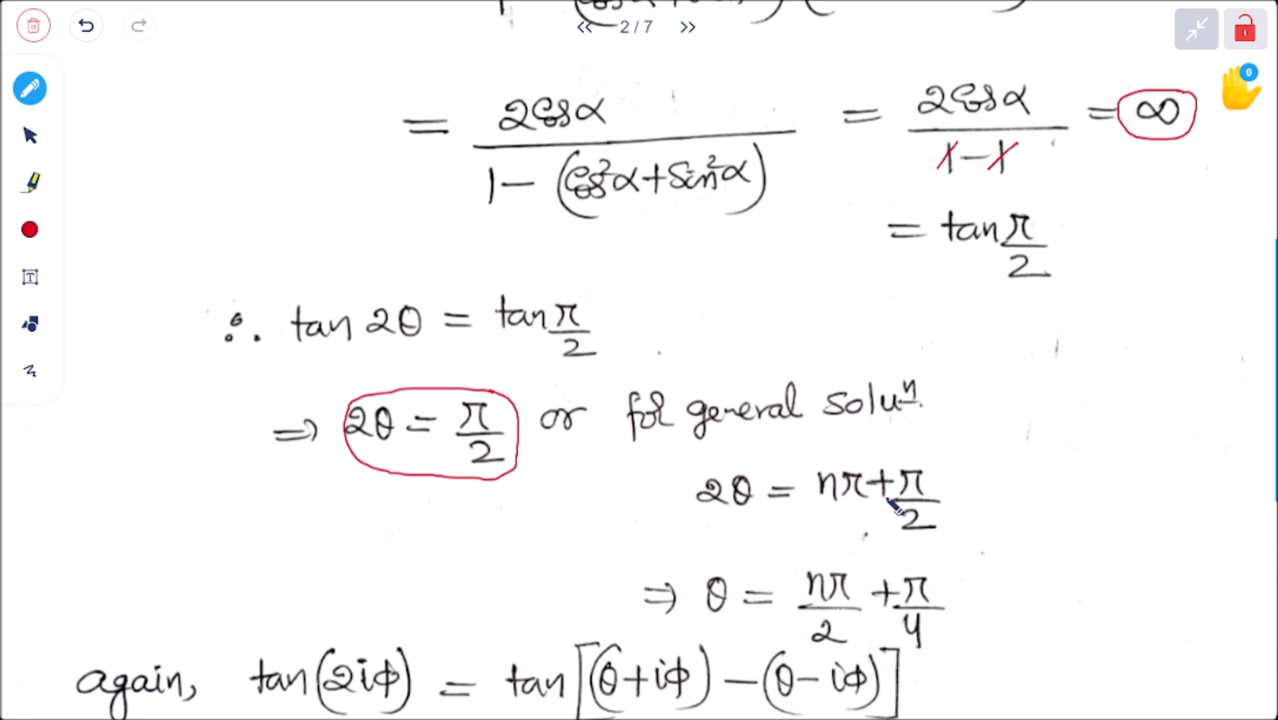 2/7
0
= 2Cosα / 1 − (Cos²α + Sin²α) = 2Cosα / 1 − 1 = ∞
= tan π/2
∴ tan 2θ = tan π/2
⇒ 2θ = π/2 or for general soluⁿ.
2θ = nπ + π/2
⇒ θ = nπ/2 + π/4
again, tan(2iϕ) = tan[(θ+iϕ) − (θ−iϕ)]